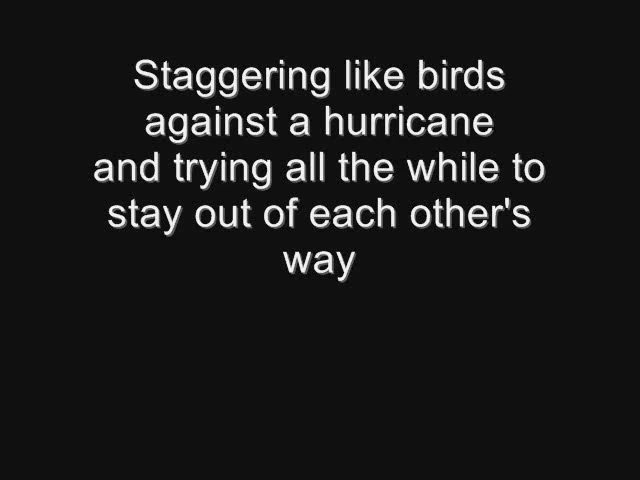 Staggering like birds
against a hurricane
and trying all the while to
stay out of each other's
way